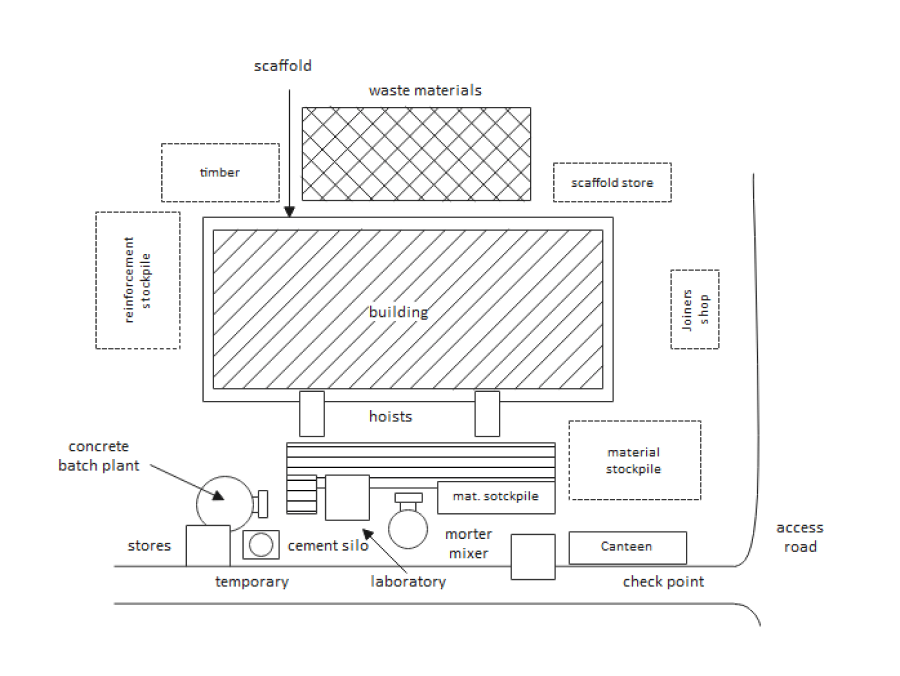 scaffold
waste materials
timber
scaffold store
reinforcement
stockpile
Joiners
shop
building
hoists
concrete
batch plant
material
stockpile
mat. sotckpile
stores
cement silo
morter
mixer
Canteen
access
road
temporary
laboratory
check point